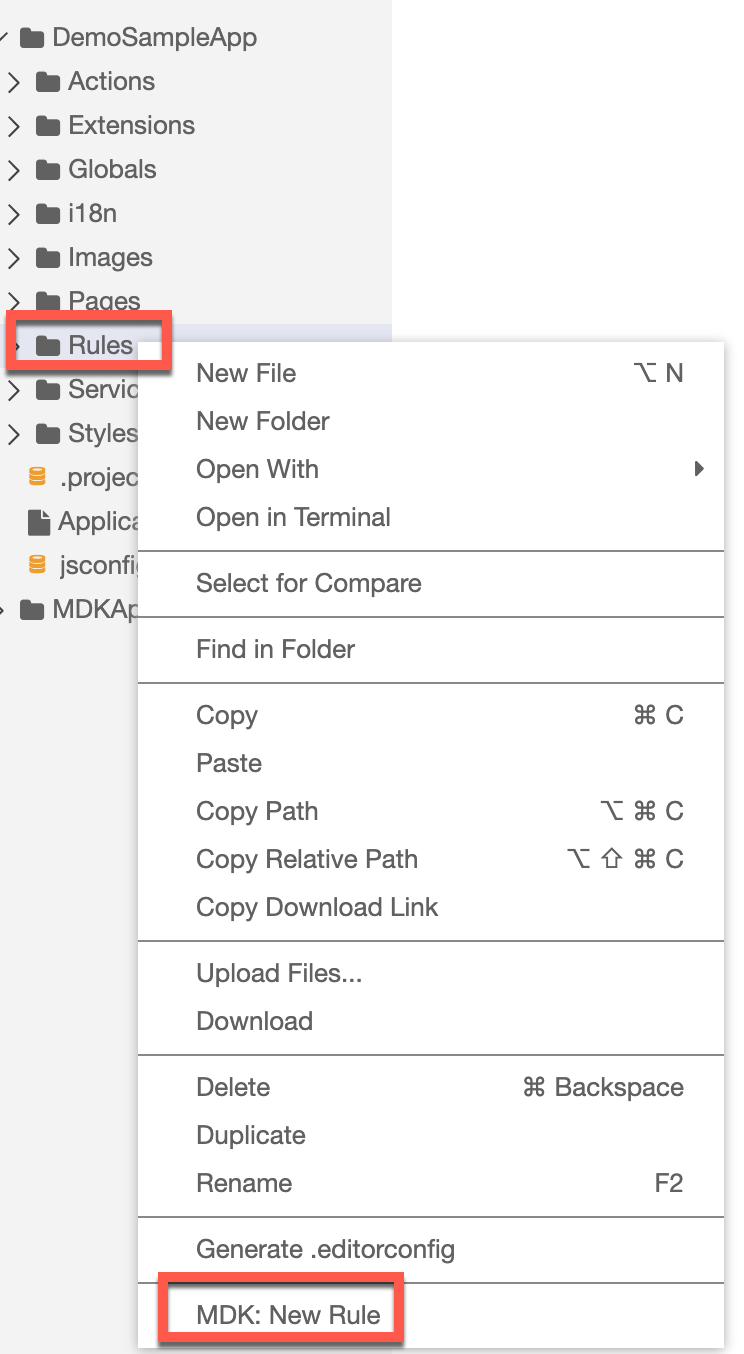 DemoSampleApp
Actions
Extensions
Globals
i18n
Images
Pages
Rules
Servic
Styles
.projec
Applica
jsconfig
MDKAp
New File ⌥ N
New Folder
Open With
Open in Terminal
Select for Compare
Find in Folder
Copy ⌘ C
Paste
Copy Path ⌥ ⌘ C
Copy Relative Path ⌥ ⇧ ⌘ C
Copy Download Link
Upload Files...
Download
Delete ⌘ Backspace
Duplicate
Rename F2
Generate .editorconfig
MDK: New Rule